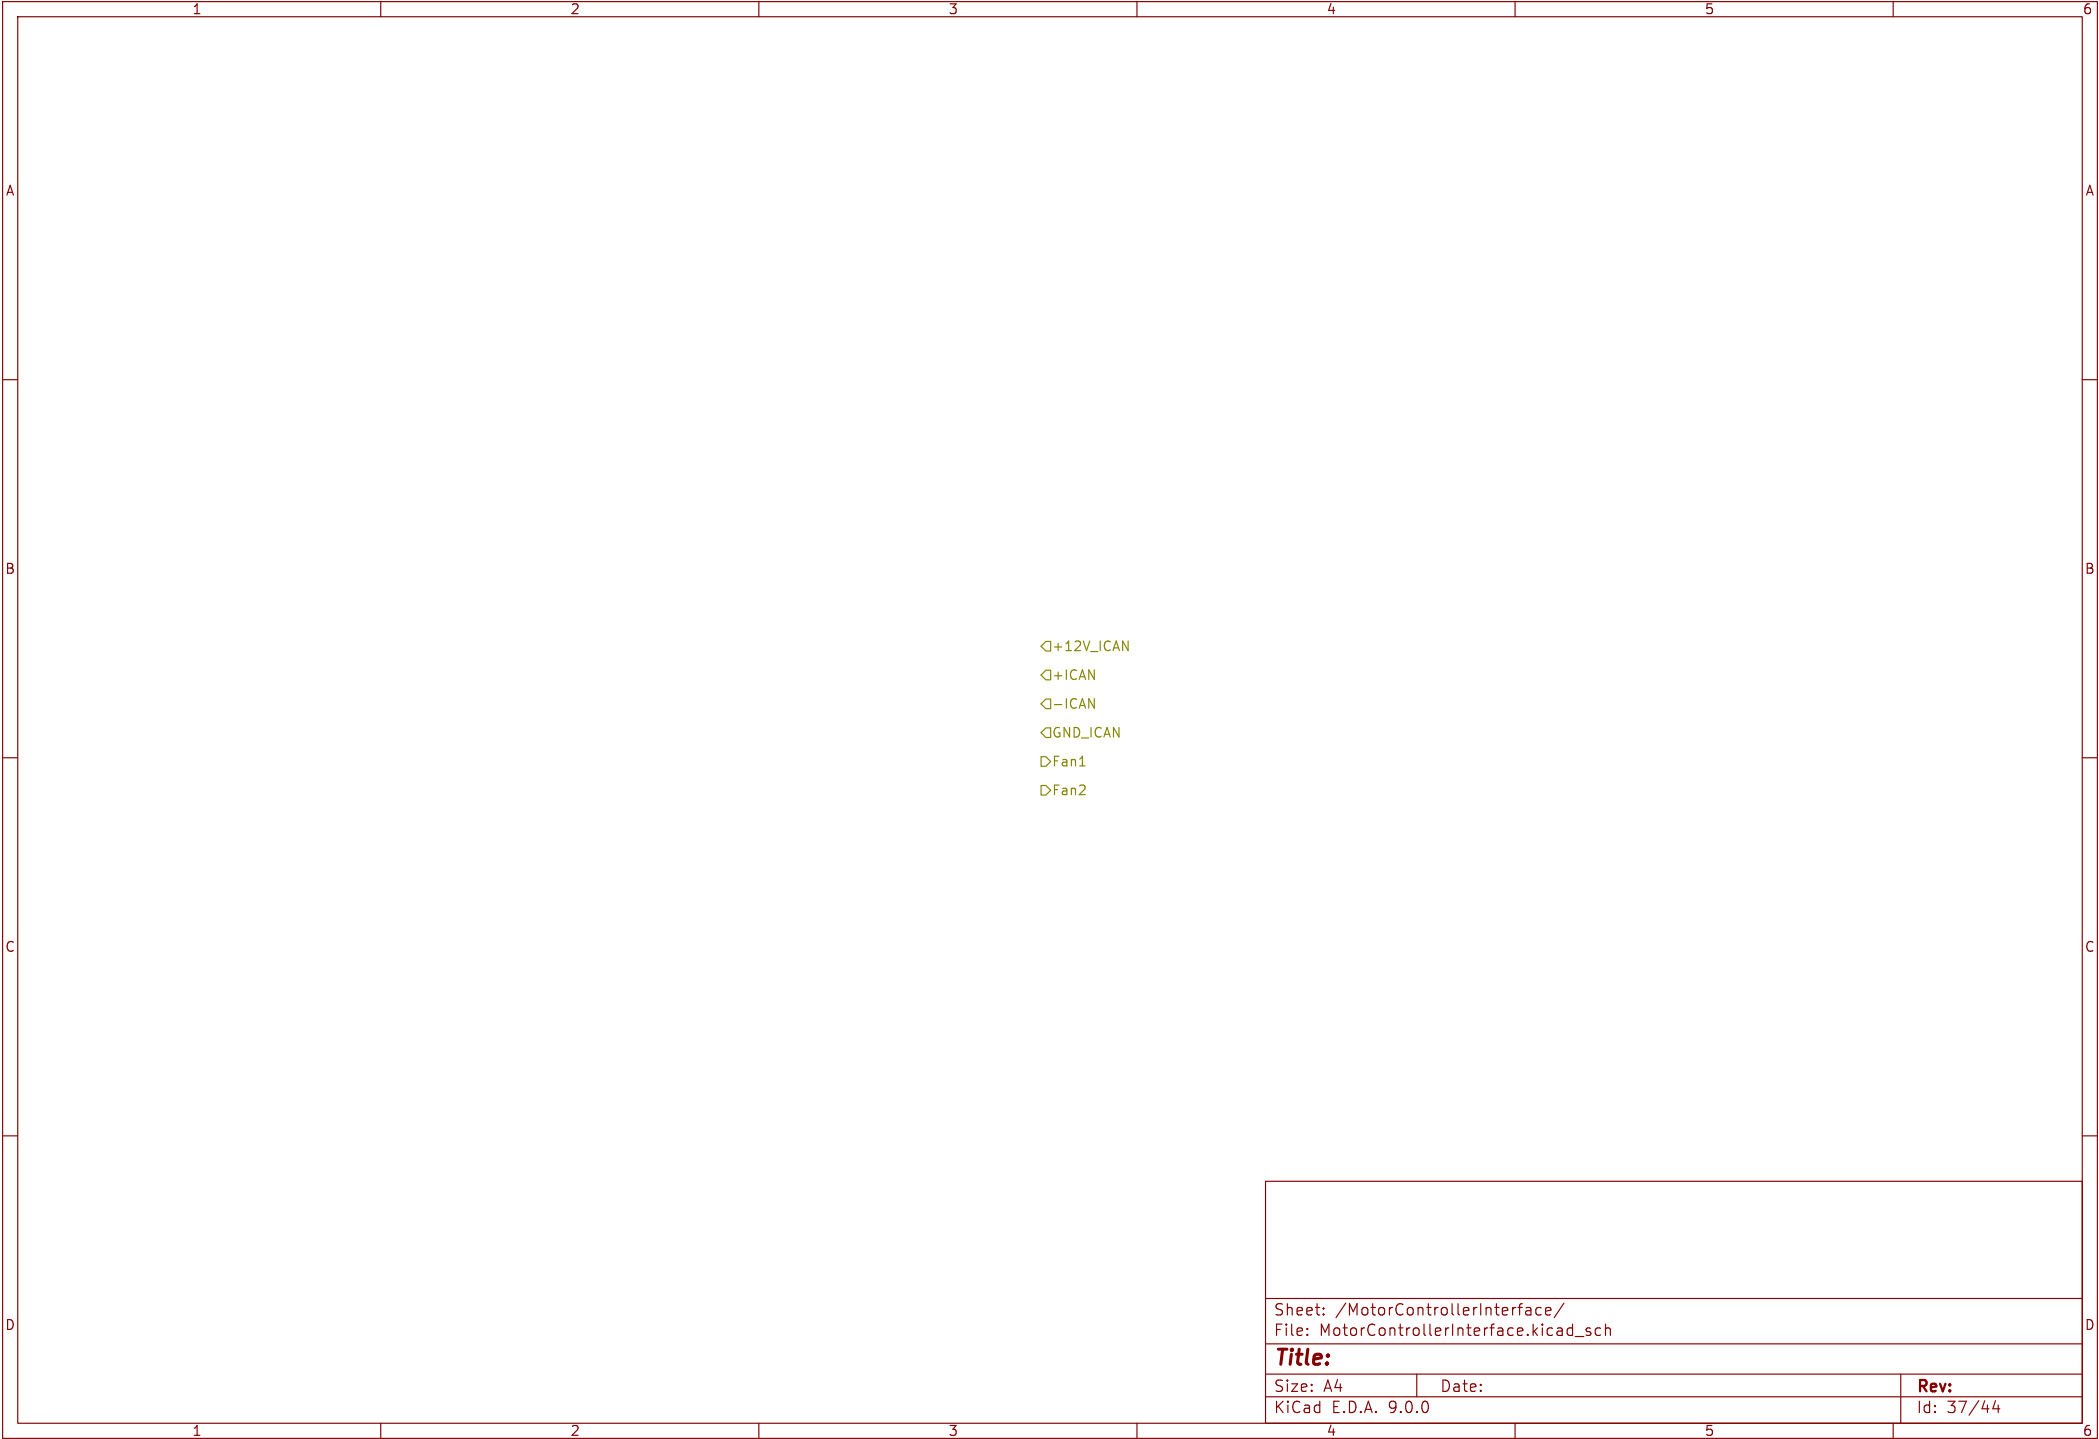 1 2 3 4 5 6
A A
B B
+12V_ICAN
+ICAN
-ICAN
GND_ICAN
Fan1
Fan2
C C
Sheet: /MotorControllerInterface/
File: MotorControllerInterface.kicad_sch
D D
Title:
Size: A4 Date: Rev:
KiCad E.D.A. 9.0.0 Id: 37/44
1 2 3 4 5 6